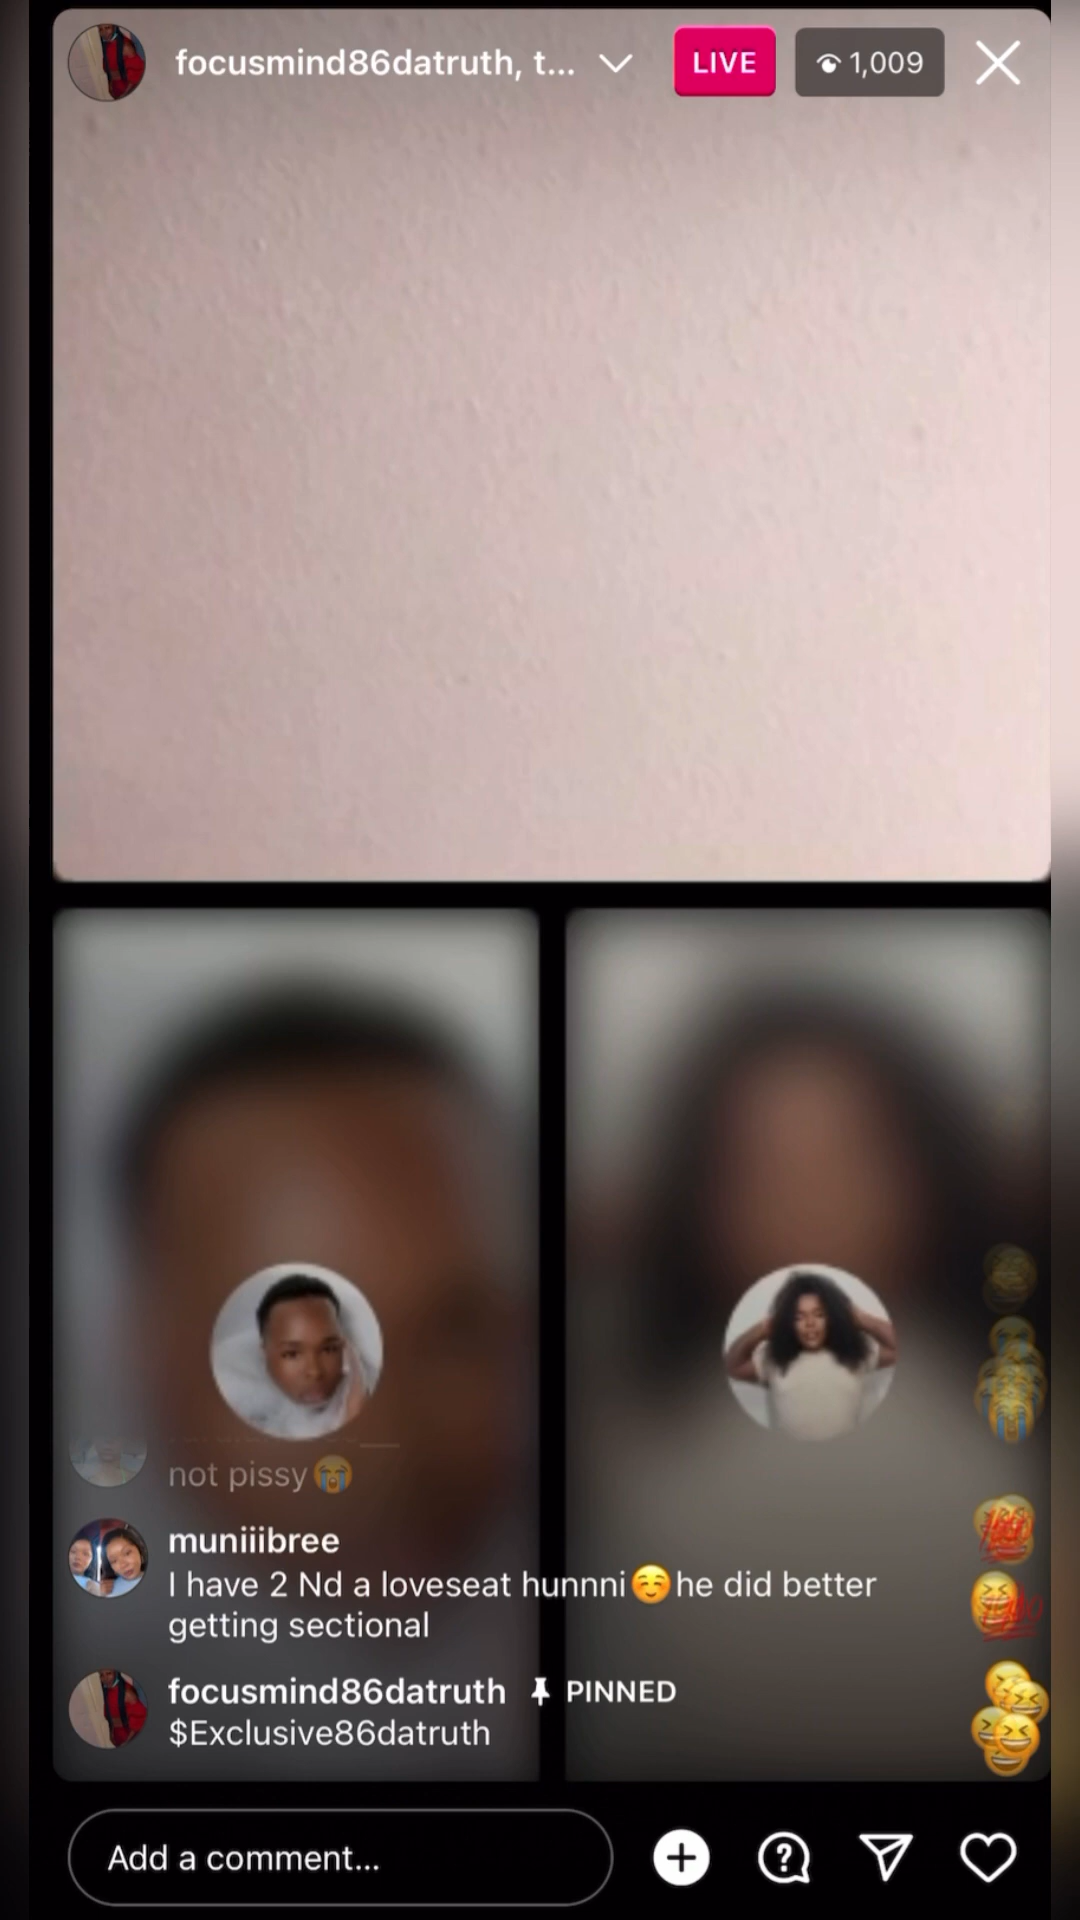 focusmind86datruth, t...
LIVE
1,009
not pissy😭
muniiibree
I have 2 Nd a loveseat hunnni☺️he did better
getting sectional
focusmind86datruth PINNED
$Exclusive86datruth
Add a comment...